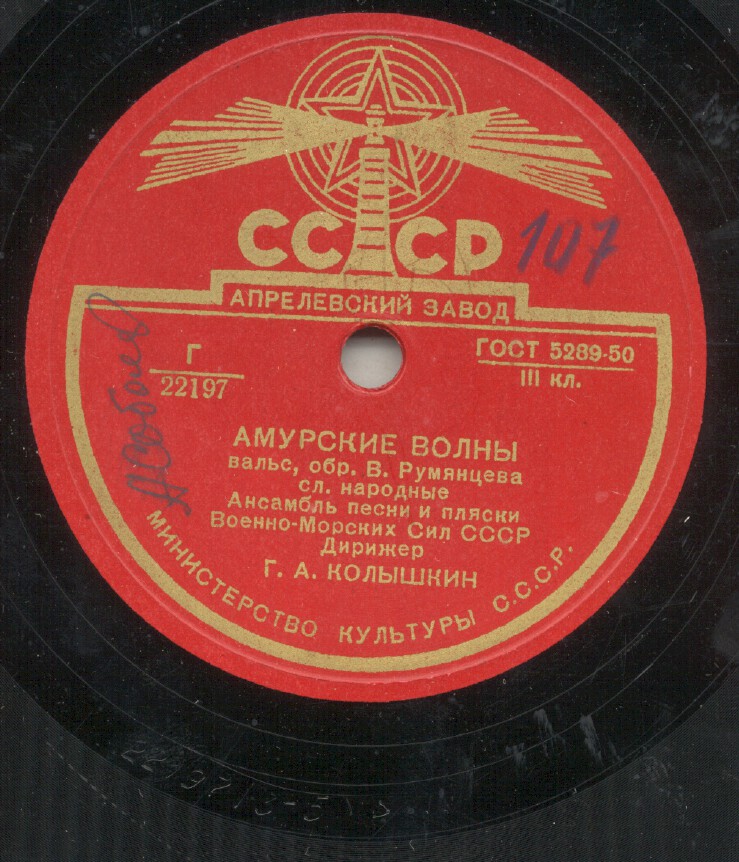 СССР
107
АПРЕЛЕВСКИЙ ЗАВОД
Г
22197
ГОСТ 5289-50
III кл.
АМУРСКИЕ ВОЛНЫ
вальс, обр. В. Румянцева
сл. народные
Ансамбль песни и пляски
Военно-Морских Сил СССР
Дирижер
Г. А. КОЛЫШКИН
МИНИСТЕРСТВО КУЛЬТУРЫ С.С.С.Р.